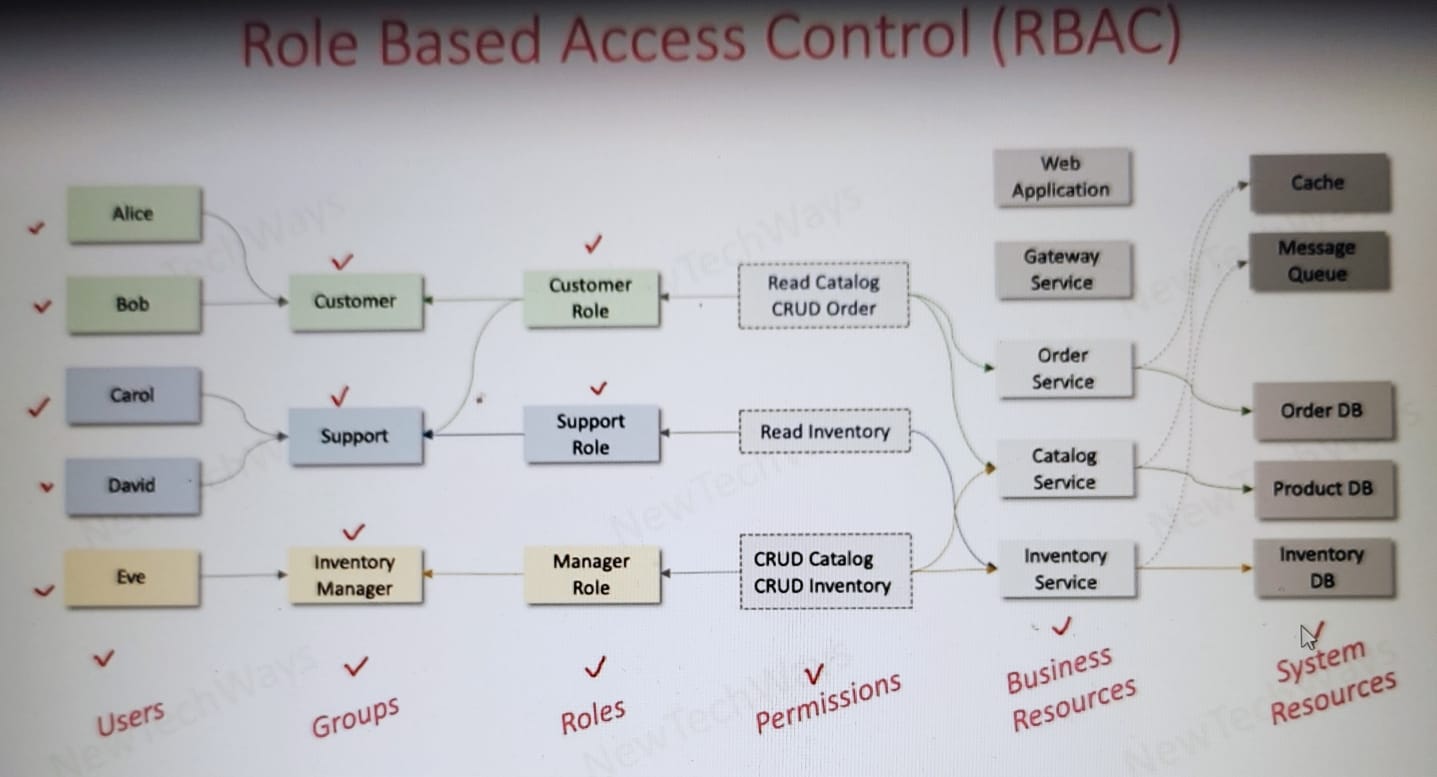 Role Based Access Control (RBAC)
Alice
Bob
Carol
David
Eve
Customer
Support
Inventory
Manager
Customer
Role
Support
Role
Manager
Role
Read Catalog
CRUD Order
Read Inventory
CRUD Catalog
CRUD Inventory
Web
Application
Gateway
Service
Order
Service
Catalog
Service
Inventory
Service
Cache
Message
Queue
Order DB
Product DB
Inventory
DB
Users
Groups
Roles
Permissions
Business
Resources
System
Resources
NewTechWays